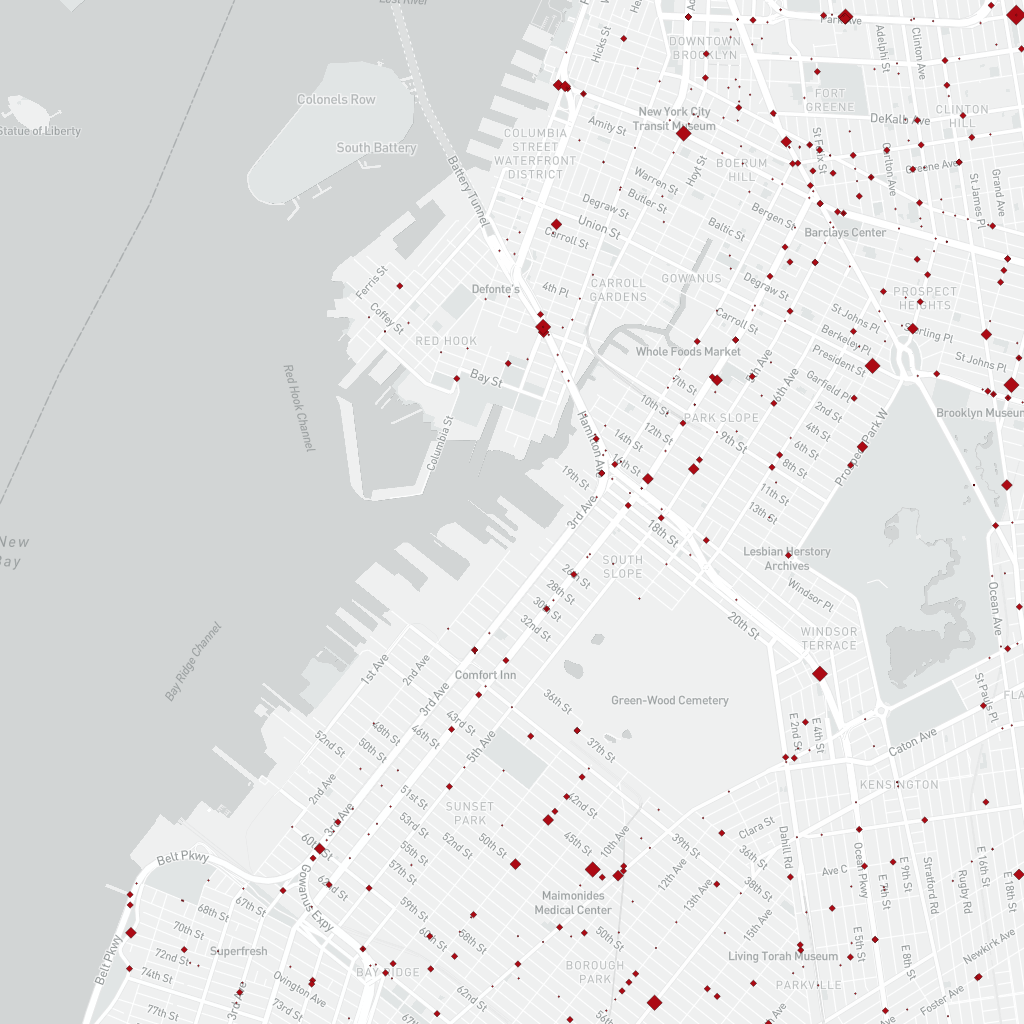 East River
Hicks St
DOWNTOWN
BROOKLYN
Park Ave
Adelphi St
Clinton Ave
Colonels Row
Statue of Liberty
South Battery
FORT
GREENE
CLINTON
HILL
New York City
Transit Museum
DeKalb Ave
Amity St
COLUMBIA
STREET
WATERFRONT
DISTRICT
BOERUM
HILL
St Felix St
Carlton Ave
Greene Ave
Grand Ave
St James Pl
Battery Tunnel
Warren St
Hoyt St
Butler St
Degraw St
Union St
Carroll St
Baltic St
Bergen St
Barclays Center
Ferris St
Coffey St
Defonte's
4th Pl
CARROLL
GARDENS
GOWANUS
Degraw St
PROSPECT
HEIGHTS
St Johns Pl
Carroll St
Berkeley Pl
Sterling Pl
RED HOOK
Whole Foods Market
President St
St Johns Pl
Bay St
7th St
5th Ave
6th Ave
Garfield Pl
Red Hook Channel
Columbia St
10th St
12th St
PARK SLOPE
2nd St
4th St
Brooklyn Museum
Hamilton Ave
14th St
9th St
6th St
8th St
Prospect Park W
16th St
19th St
11th St
13th St
3rd Ave
18th St
New
Bay
SOUTH
SLOPE
Lesbian Herstory
Archives
26th St
28th St
30th St
32nd St
Windsor Pl
Ocean Ave
20th St
WINDSOR
TERRACE
Bay Ridge Channel
1st Ave
2nd Ave
3rd Ave
Comfort Inn
Green-Wood Cemetery
36th St
37th St
St Pauls Pl
FLA
E 2nd St
E 4th St
Caton Ave
52nd St
50th St
48th St
46th St
43rd St
5th Ave
KENSINGTON
2nd Ave
3rd Ave
51st St
53rd St
52nd St
SUNSET
PARK
42nd St
45th St
50th St
10th Ave
39th St
Clara St
Dahill Rd
60th St
Belt Pkwy
55th St
57th St
12th Ave
13th Ave
38th St
15th Ave
Ave C
Ocean Pkwy
E 7th St
E 9th St
Stratford Rd
Rugby Rd
E 16th St
E 18th St
Gowanus Expy
62nd St
59th St
60th St
58th St
Maimonides
Medical Center
50th St
67th St
68th St
70th St
72nd St
74th St
77th St
Superfresh
Belt Pkwy
3rd Ave
Ovington Ave
73rd St
BAY RIDGE
62nd St
67th St
BOROUGH
PARK
56th St
Living Torah Museum
PARKVILLE
E 5th St
E 8th St
Newkirk Ave
Foster Ave